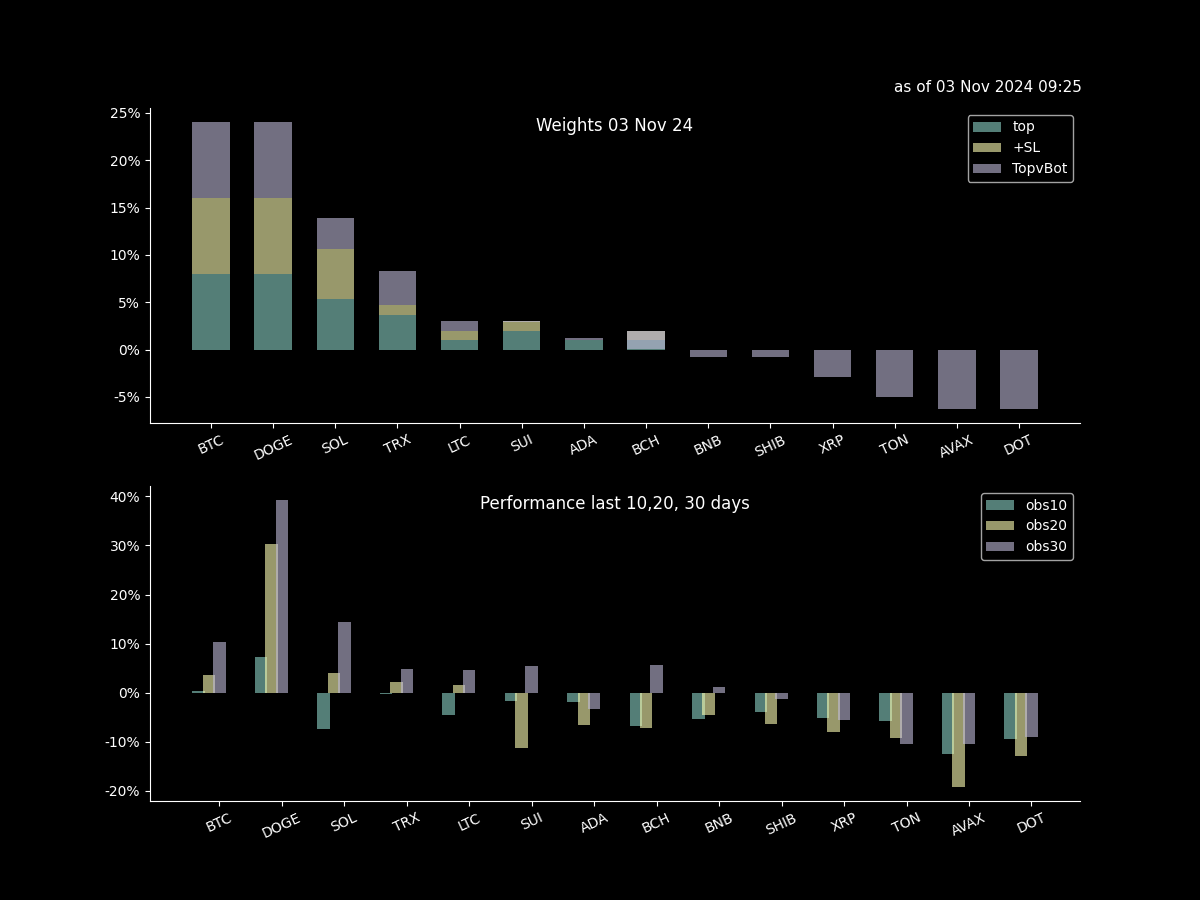 as of 03 Nov 2024 09:25
Weights 03 Nov 24
25%
20%
15%
10%
5%
0%
-5%
top
+SL
TopvBot
BTC DOGE SOL TRX LTC SUI ADA BCH BNB SHIB XRP TON AVAX DOT
Performance last 10,20, 30 days
40%
30%
20%
10%
0%
-10%
-20%
obs10
obs20
obs30
BTC DOGE SOL TRX LTC SUI ADA BCH BNB SHIB XRP TON AVAX DOT